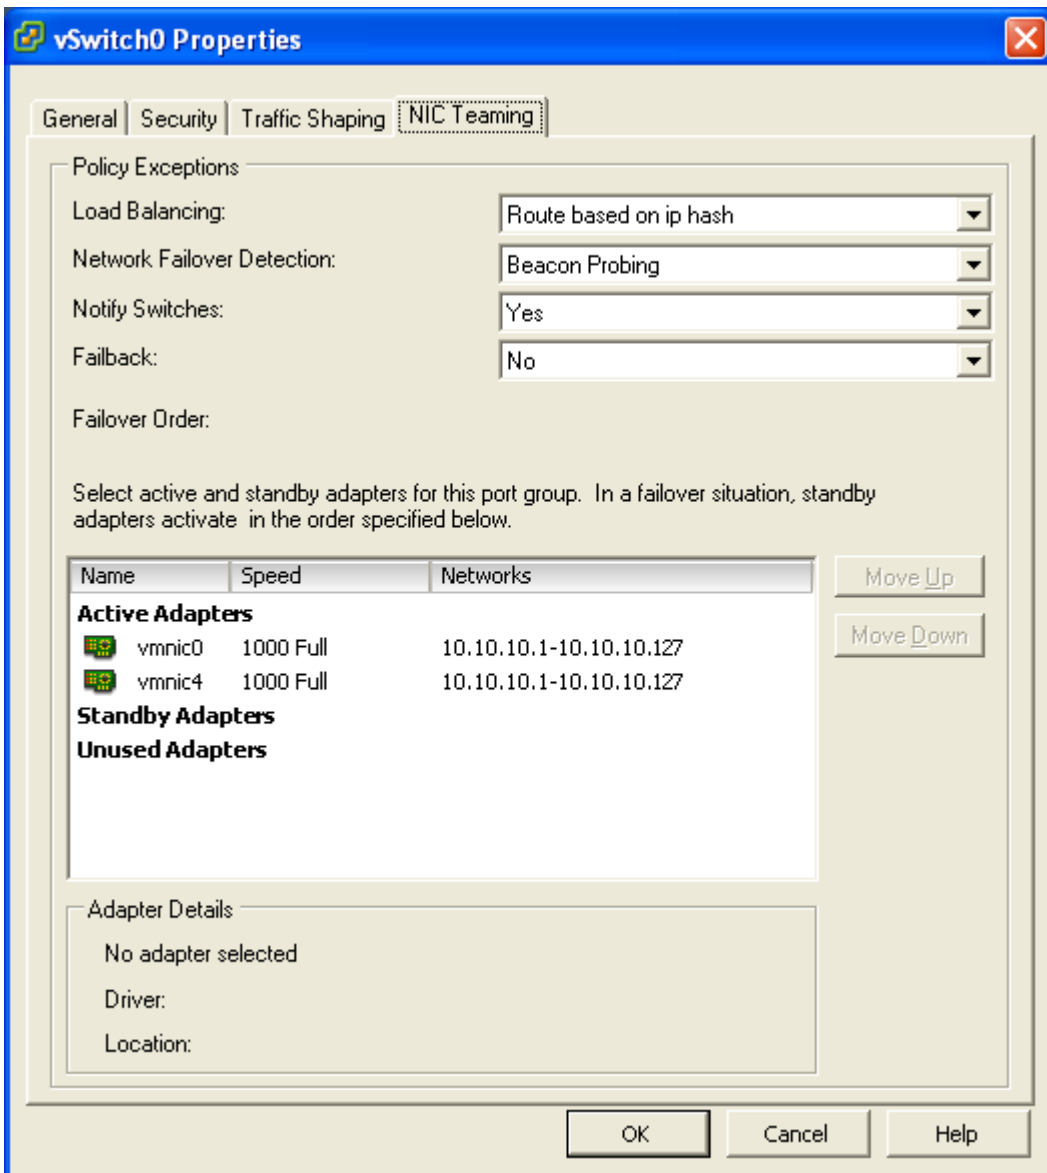 vSwitch0 Properties
General Security Traffic Shaping NIC Teaming
Policy Exceptions
Load Balancing: Route based on ip hash
Network Failover Detection: Beacon Probing
Notify Switches: Yes
Failback: No
Failover Order:
Select active and standby adapters for this port group. In a failover situation, standby
adapters activate in the order specified below.
Name Speed Networks Move Up
Active Adapters
vmnic0 1000 Full 10.10.10.1-10.10.10.127 Move Down
vmnic4 1000 Full 10.10.10.1-10.10.10.127
Standby Adapters
Unused Adapters
Adapter Details
No adapter selected
Driver:
Location:
OK Cancel Help